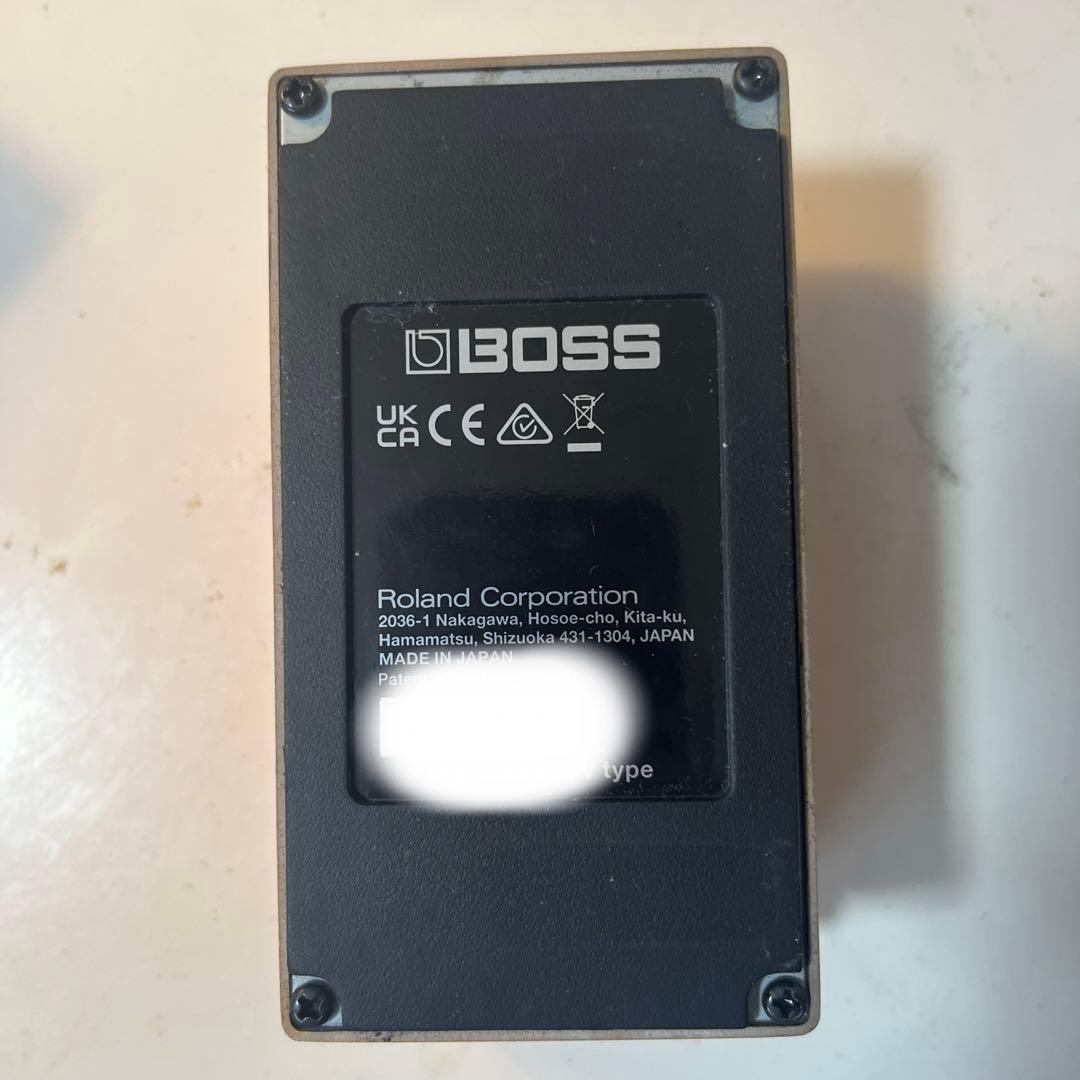 BOSS
UK
CA CE
Roland Corporation
2036-1 Nakagawa, Hosoe-cho, Kita-ku,
Hamamatsu, Shizuoka 431-1304, JAPAN
MADE IN JAPAN
type